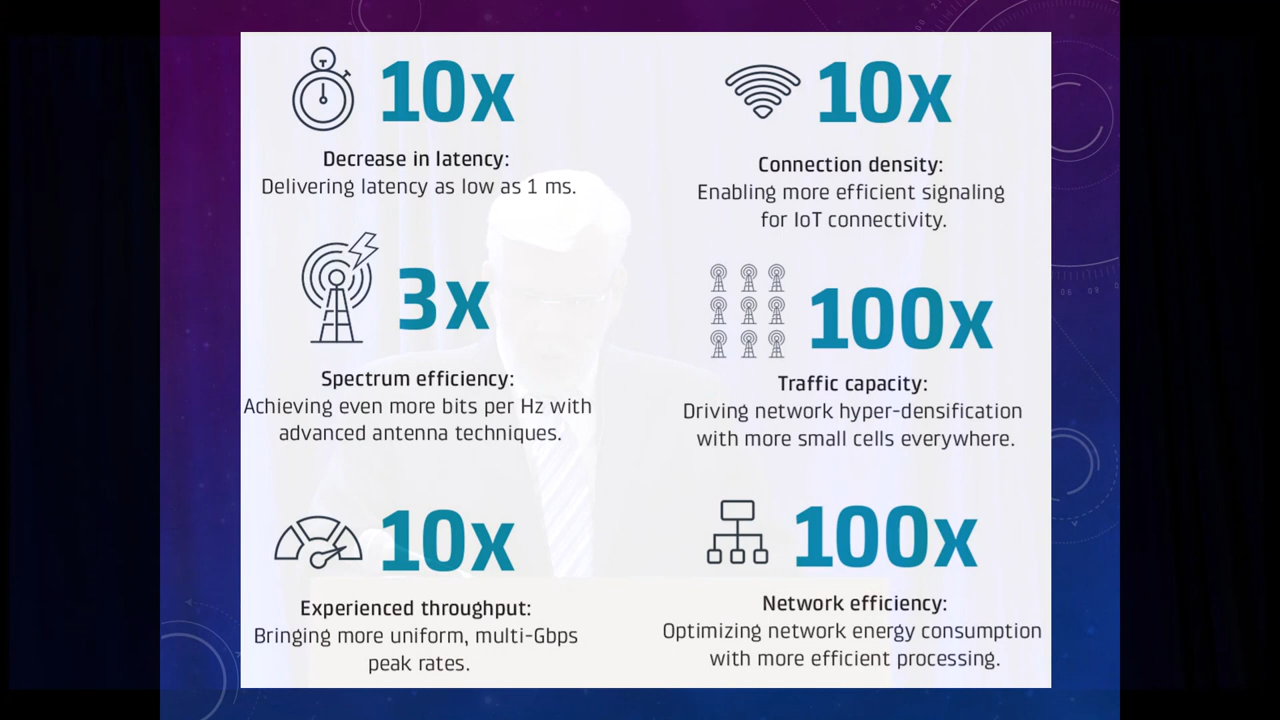 10x
Decrease in latency:
Delivering latency as low as 1 ms.
10x
Connection density:
Enabling more efficient signaling
for IoT connectivity.
3x
Spectrum efficiency:
Achieving even more bits per Hz with
advanced antenna techniques.
100x
Traffic capacity:
Driving network hyper-densification
with more small cells everywhere.
10x
Experienced throughput:
Bringing more uniform, multi-Gbps
peak rates.
100x
Network efficiency:
Optimizing network energy consumption
with more efficient processing.